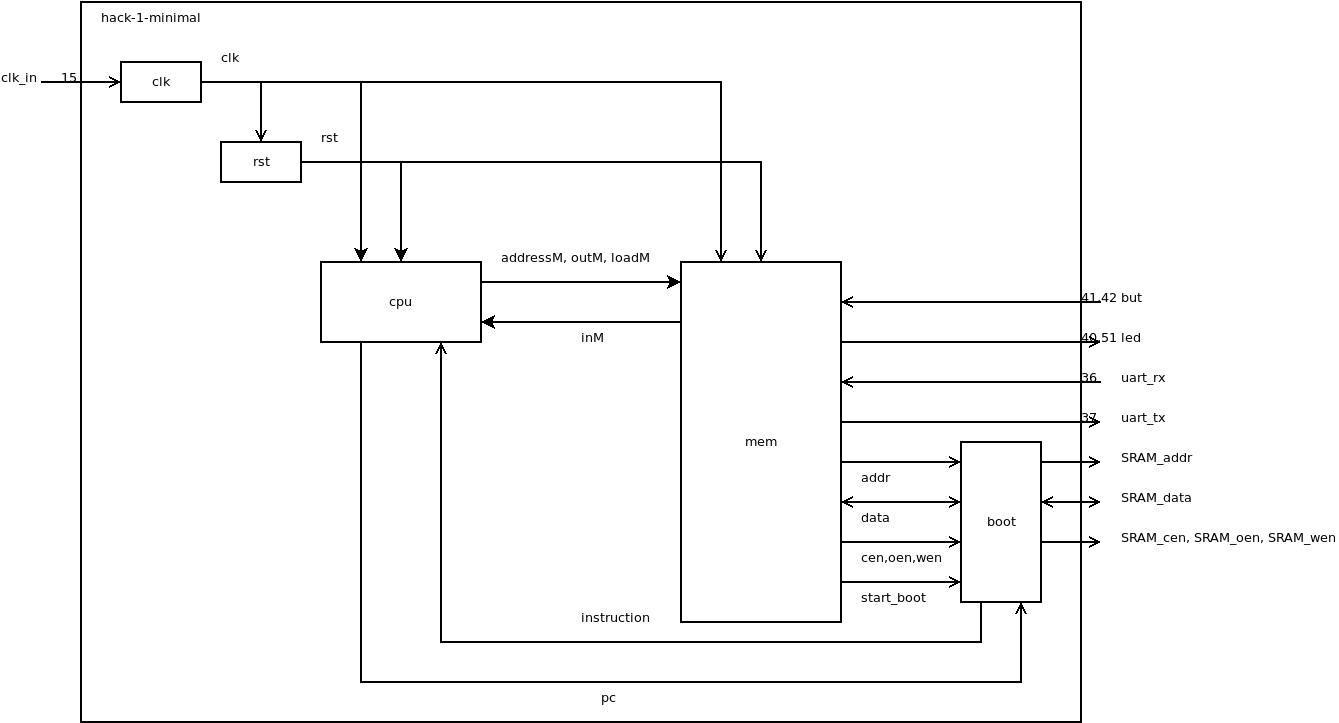 hack-1-minimal
clk
clk_in
15
clk
rst
rst
addressM, outM, loadM
cpu
inM
41,42 but
40,51 led
36 uart_rx
37 uart_tx
mem
SRAM_addr
addr
SRAM_data
data
boot
SRAM_cen, SRAM_oen, SRAM_wen
cen,oen,wen
start_boot
instruction
pc